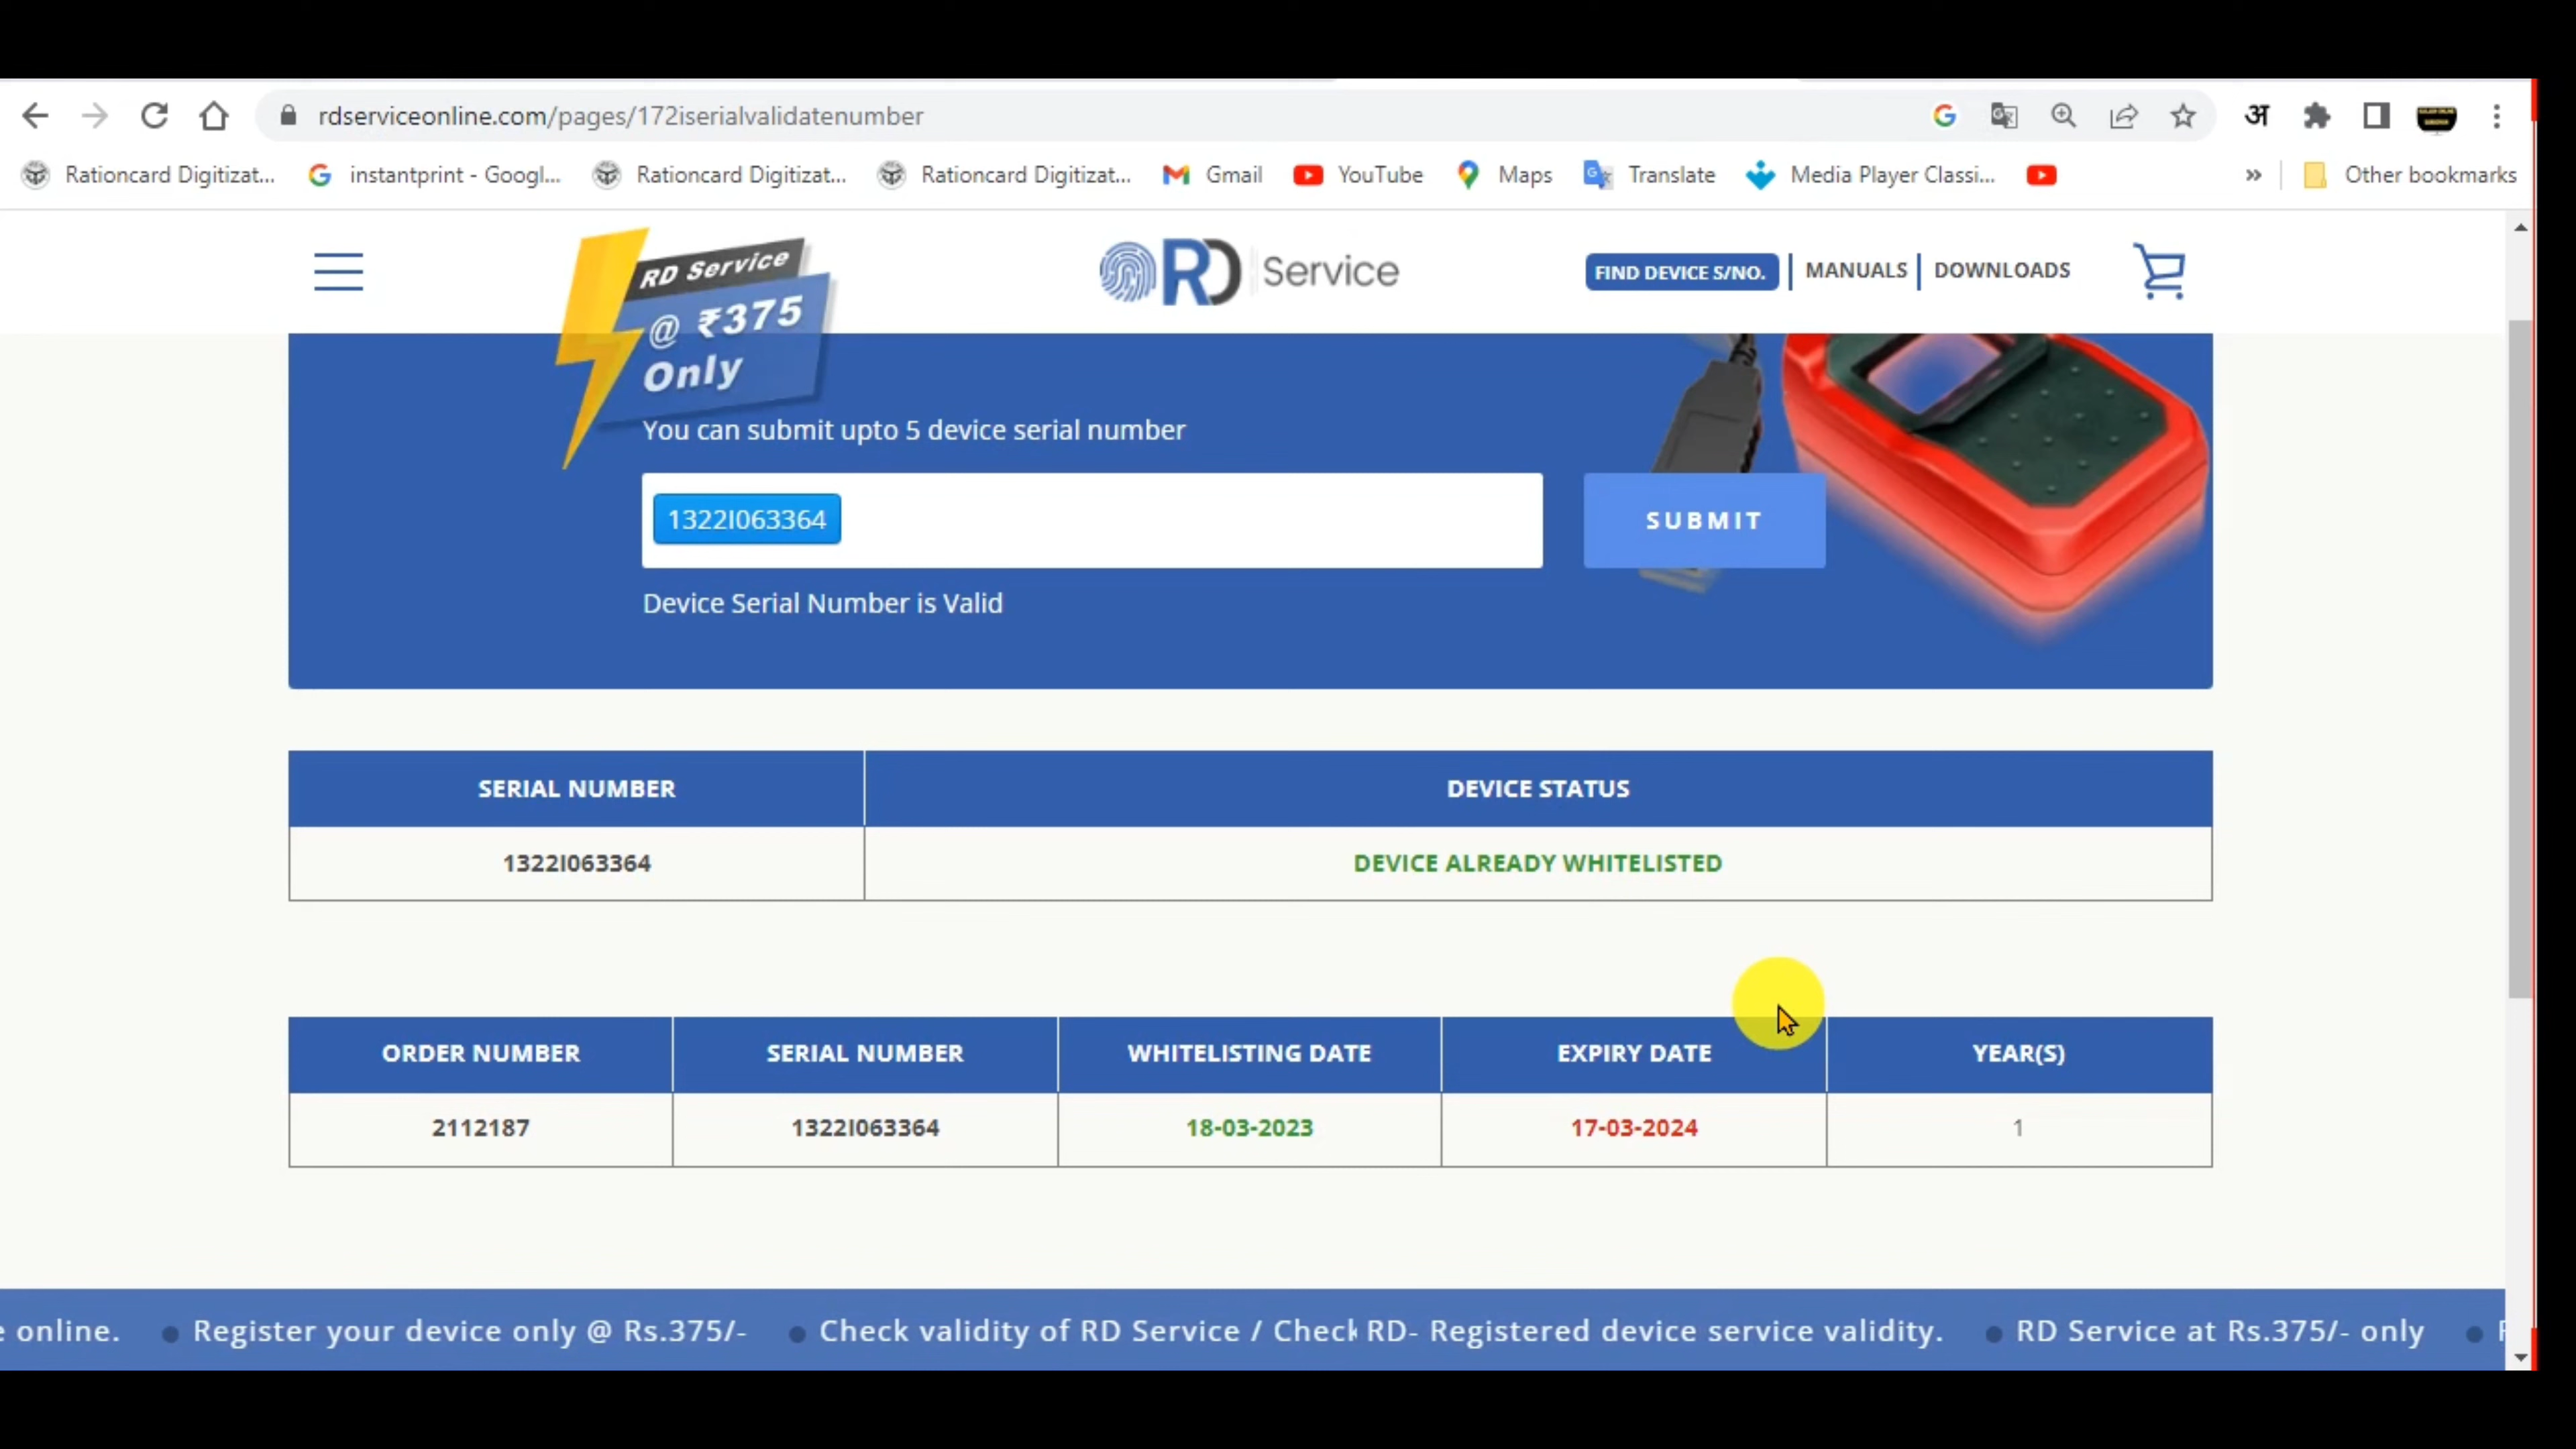 rdserviceonline.com/pages/172iserialvalidatenumber
अ
Rationcard Digitizat... instantprint - Googl... Rationcard Digitizat... Rationcard Digitizat... Gmail YouTube Maps Translate Media Player Classi... » Other bookmarks
RD Service
@ ₹375
Only
RD Service
FIND DEVICE S/NO. MANUALS DOWNLOADS
You can submit upto 5 device serial number
1322I063364
SUBMIT
Device Serial Number is Valid
SERIAL NUMBER DEVICE STATUS
1322I063364 DEVICE ALREADY WHITELISTED
ORDER NUMBER SERIAL NUMBER WHITELISTING DATE EXPIRY DATE YEAR(S)
2112187 1322I063364 18-03-2023 17-03-2024 1
e online. • Register your device only @ Rs.375/- • Check validity of RD Service / Check RD- Registered device service validity. • RD Service at Rs.375/- only •